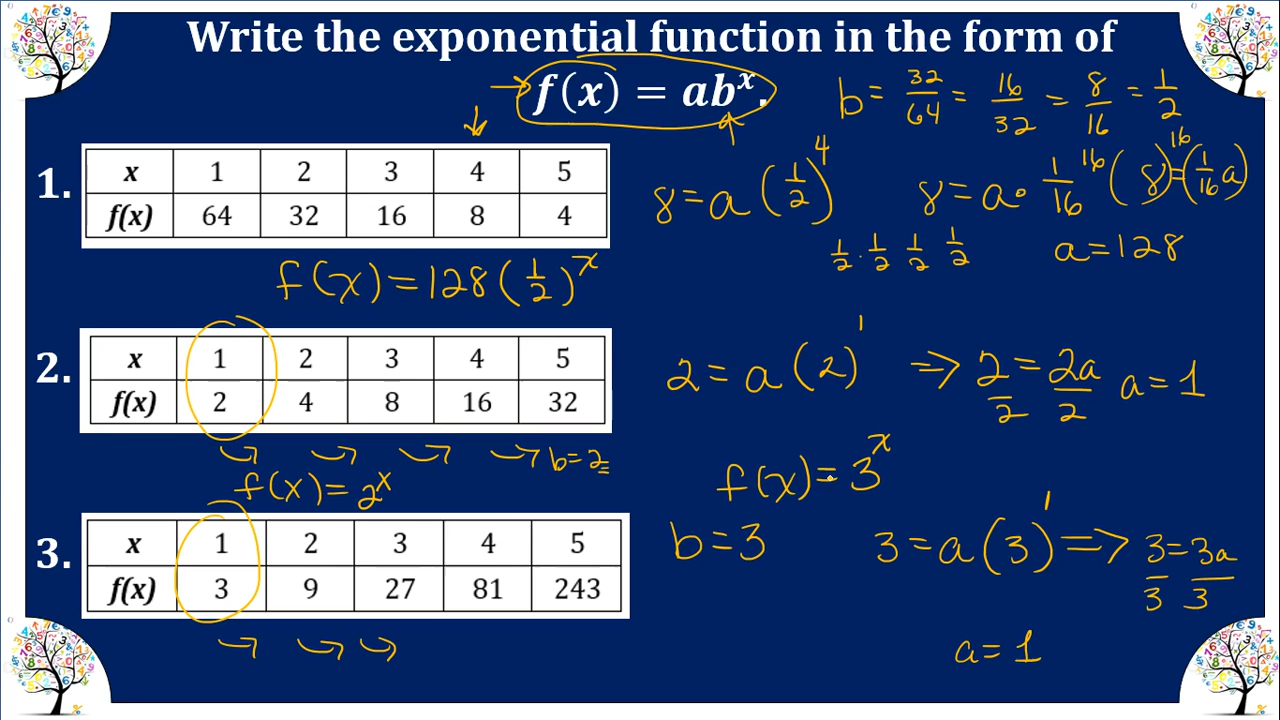 Write the exponential function in the form of
f(x) = abˣ.
b = 32/64 = 16/32 = 8/16 = 1/2
1.
x 1 2 3 4 5
f(x) 64 32 16 8 4
8 = a (1/2)⁴
8 = a · 1/16
16 (8) = (1/16 a) 16
1/2 · 1/2 1/2 1/2
a = 128
f(x) = 128 (1/2)ˣ
2.
x 1 2 3 4 5
f(x) 2 4 8 16 32
2 = a (2)¹ => 2/2 = 2a/2 a = 1
b = 2
f(x) = 2ˣ
f(x) = 3ˣ
3.
x 1 2 3 4 5
f(x) 3 9 27 81 243
b = 3
3 = a (3)¹ => 3/3 = 3a/3
a = 1